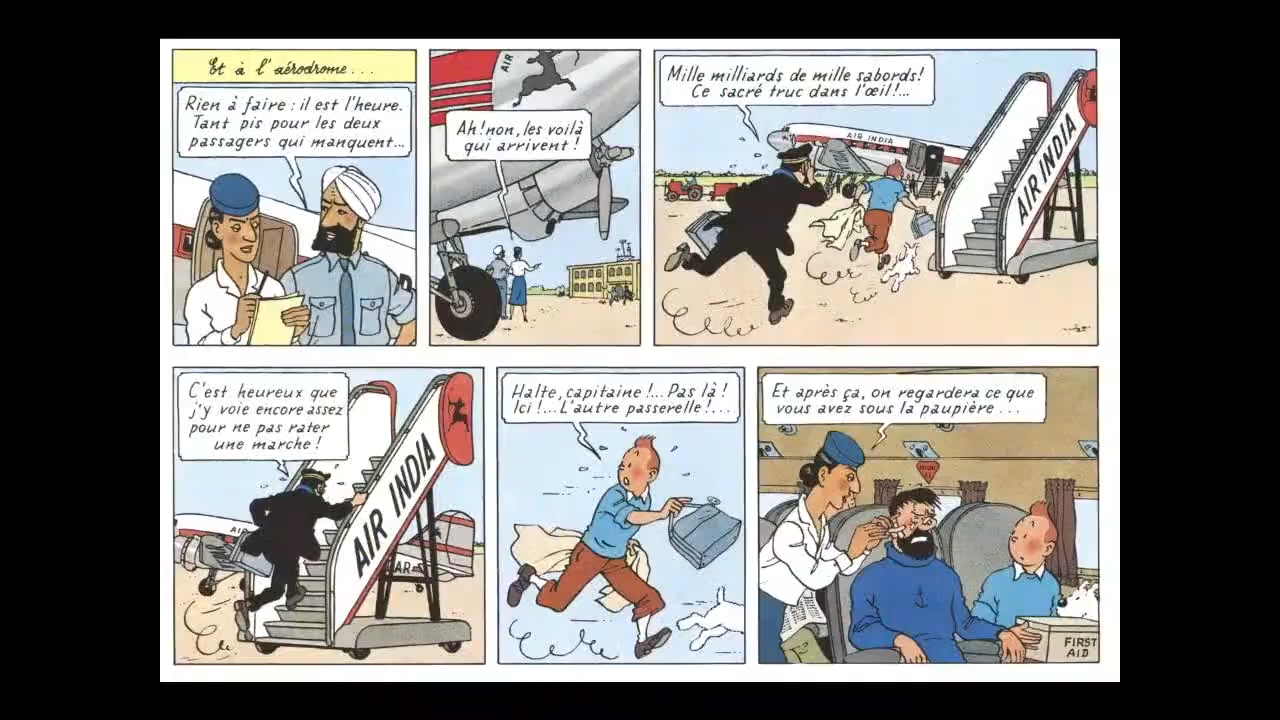 Et à l'aérodrome...
Rien à faire : il est l'heure.
Tant pis pour les deux
passagers qui manquent...
AIR
Ah! non, les voilà
qui arrivent !
Mille milliards de mille sabords!
Ce sacré truc dans l'œil!...
AIR INDIA
AIR INDIA
C'est heureux que
j'y voie encore assez
pour ne pas rater
une marche !
AIR
AIR INDIA
AR
Halte, capitaine !... Pas là !
Ici !... L'autre passerelle !...
Et après ça, on regardera ce que
vous avez sous la paupière ...
FIRST
AID